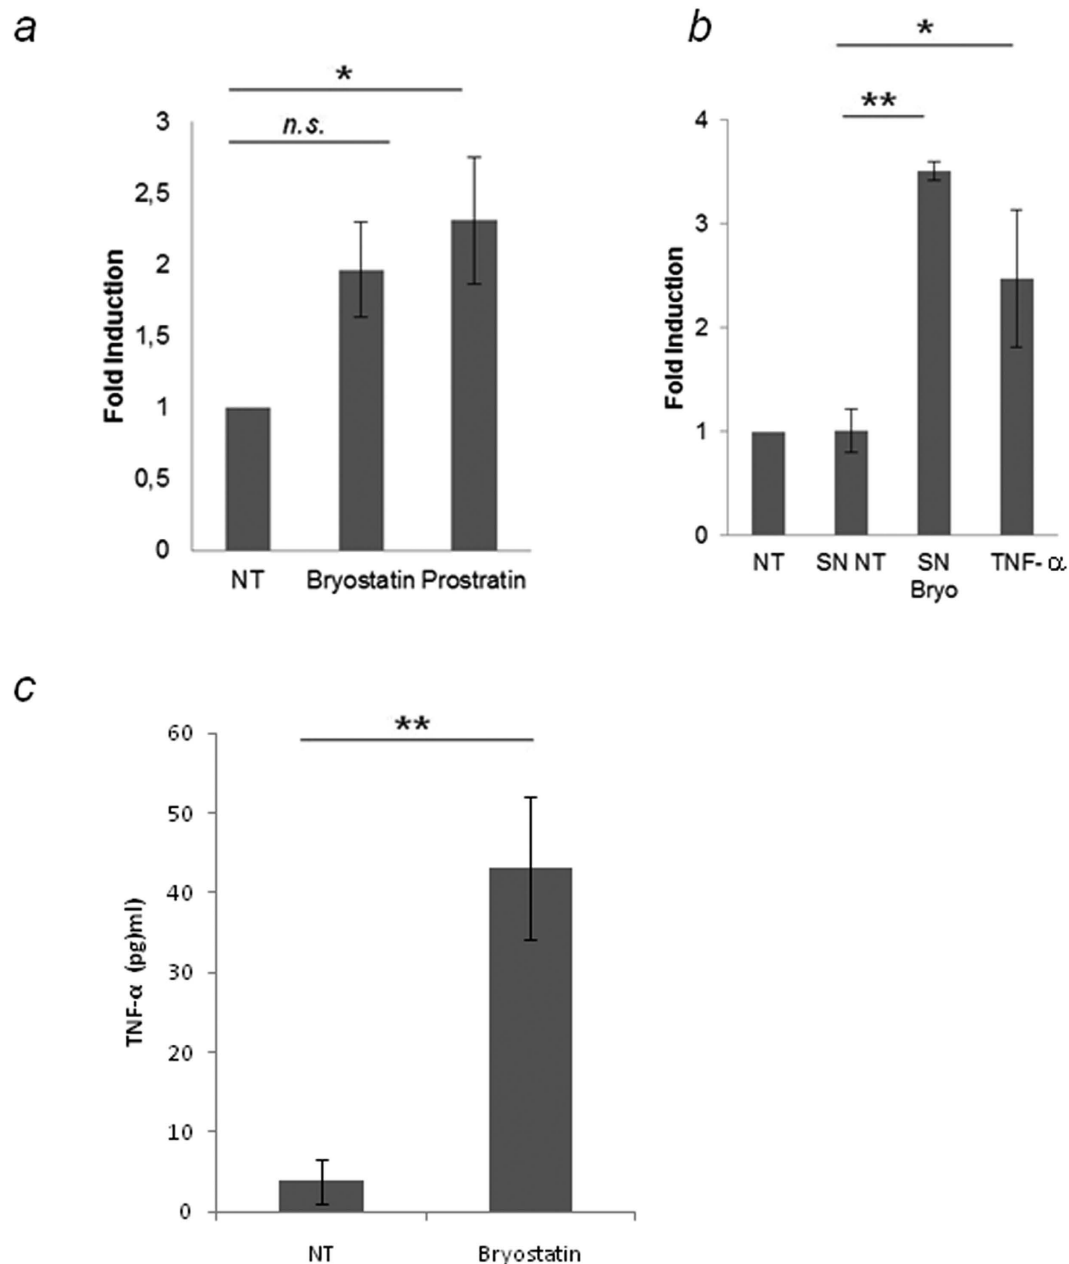 a
*
n.s.
3
2,5
2
1,5
1
0,5
0
Fold Induction
NT Bryostatin Prostratin
b
*
**
4
3
2
1
0
Fold Induction
NT SN NT SN Bryo TNF- α
c
**
60
50
40
30
20
10
0
TNF-α (pg)ml)
NT Bryostatin